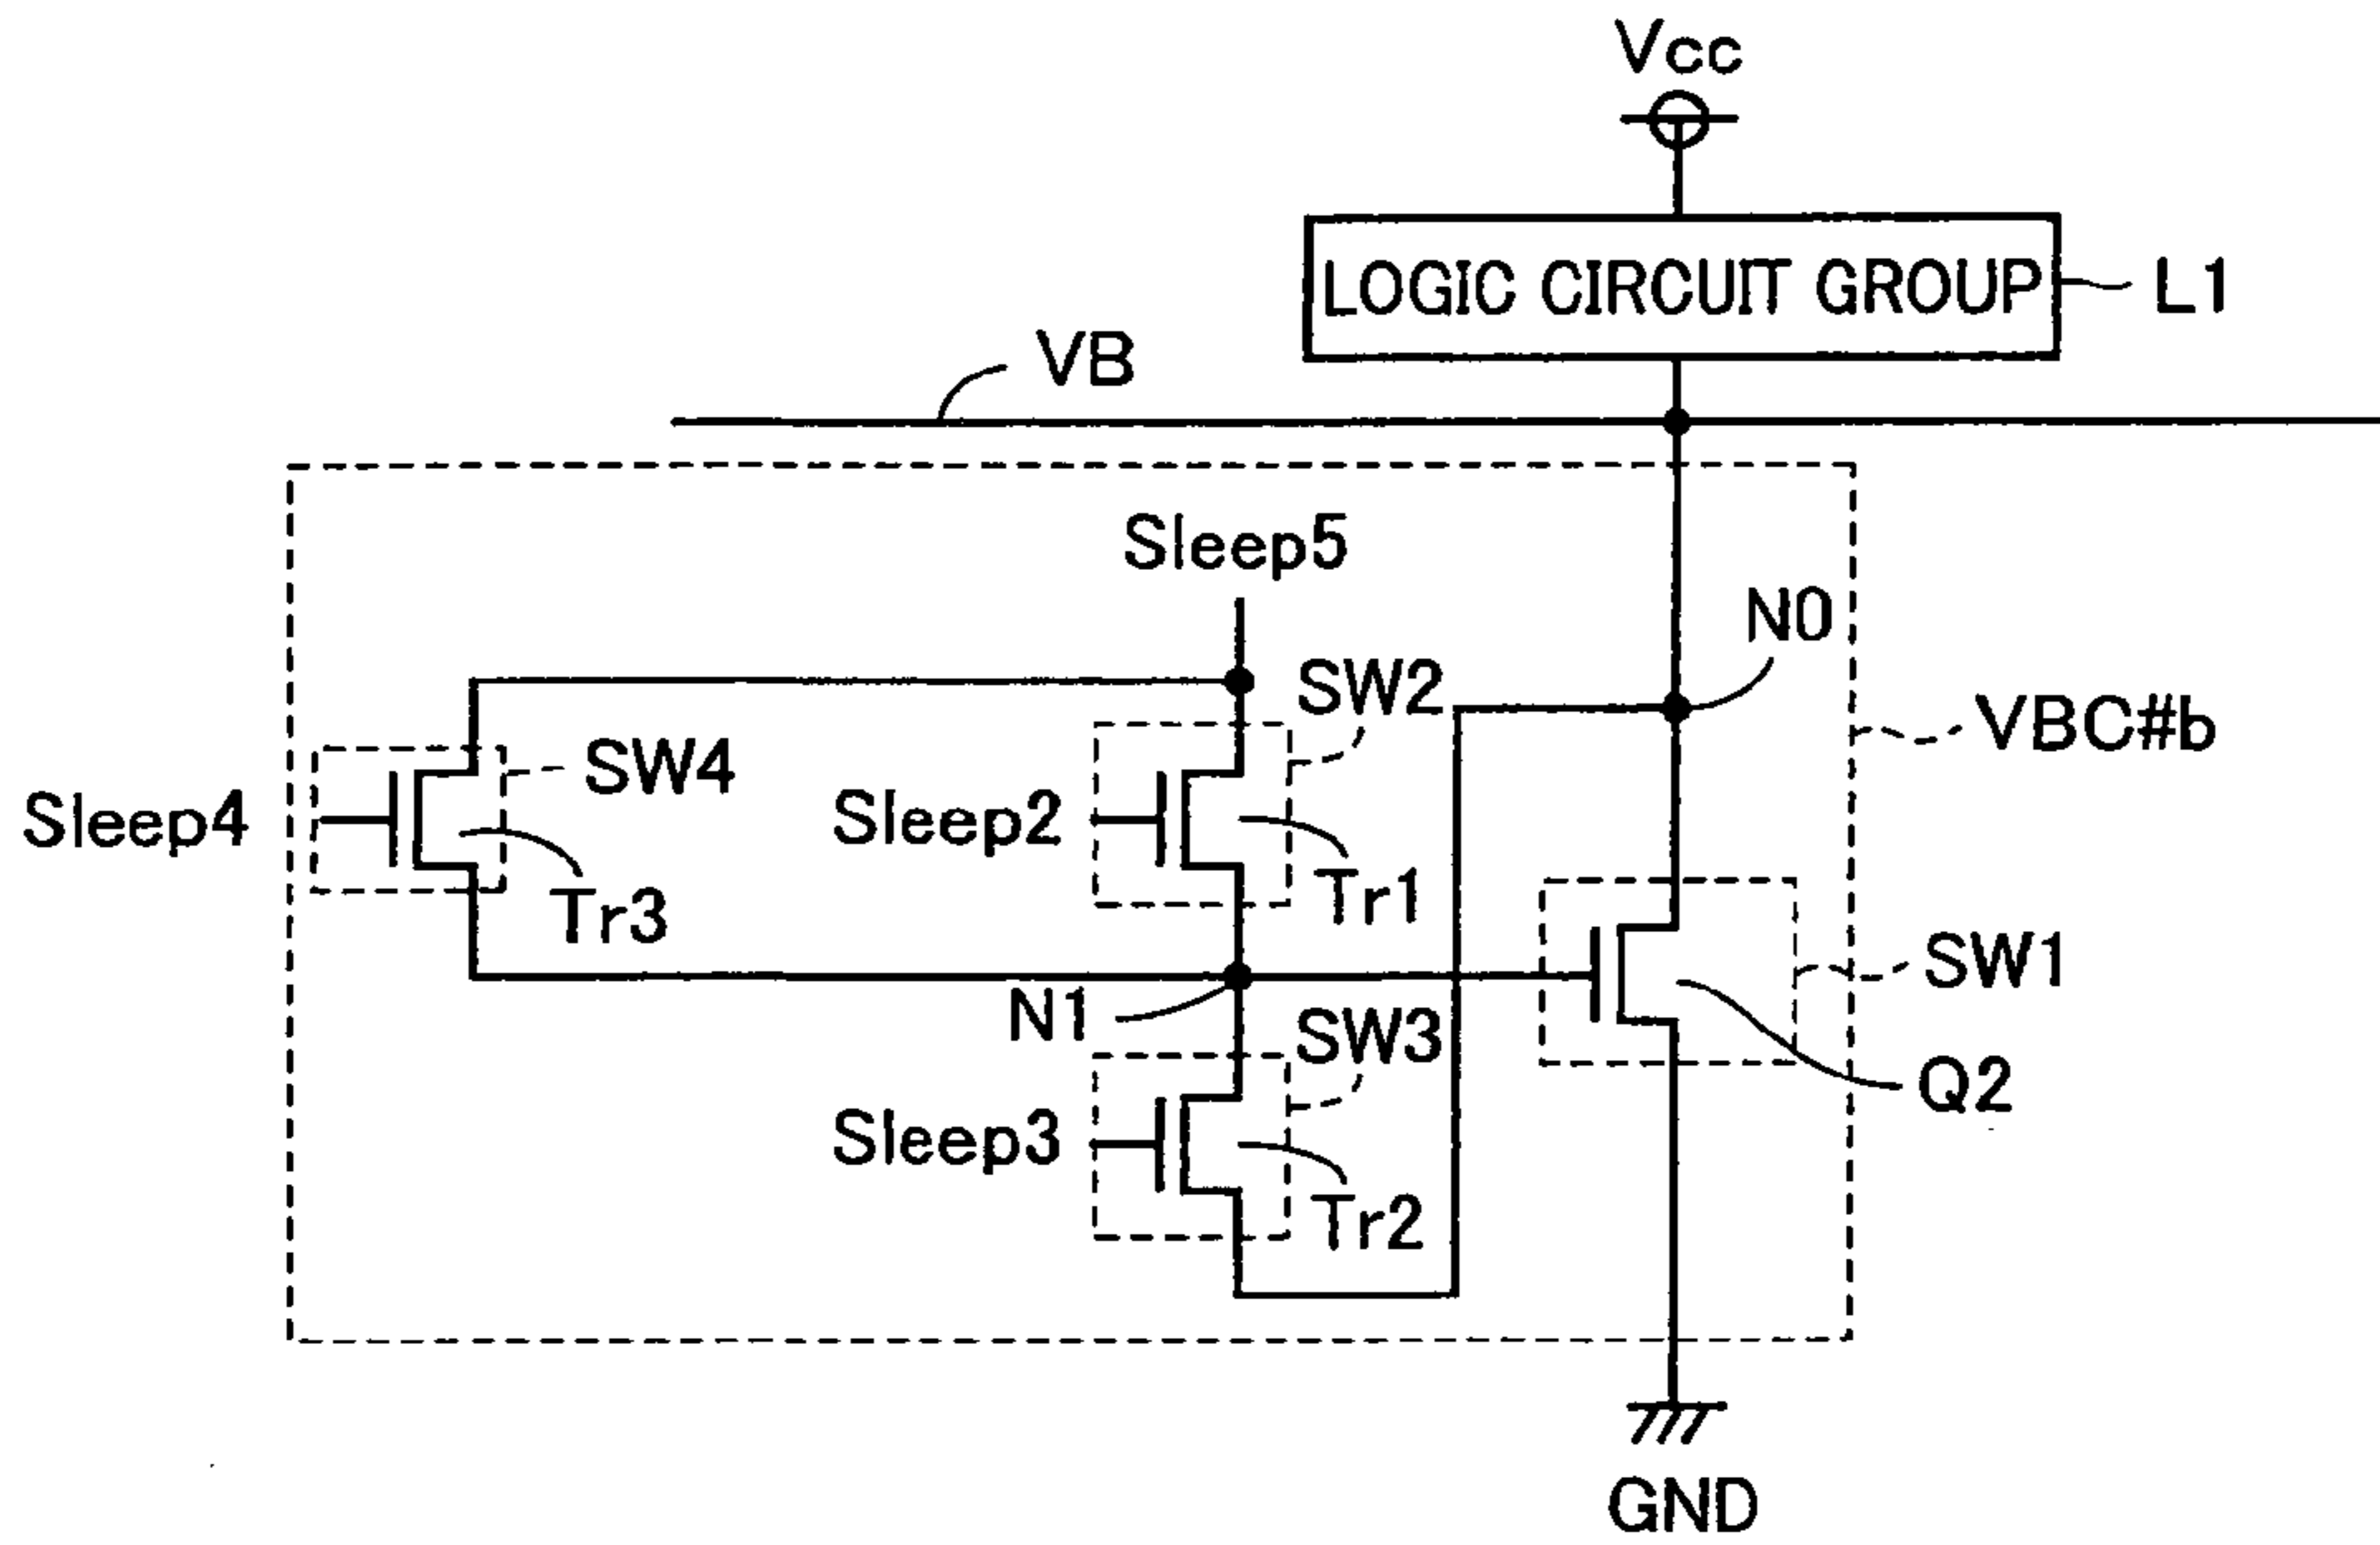 Vcc
LOGIC CIRCUIT GROUP
L1
VB
Sleep5
N0
SW2
VBC#b
SW4
Sleep4
Sleep2
Tr1
Tr3
SW1
N1
SW3
Q2
Sleep3
Tr2
GND